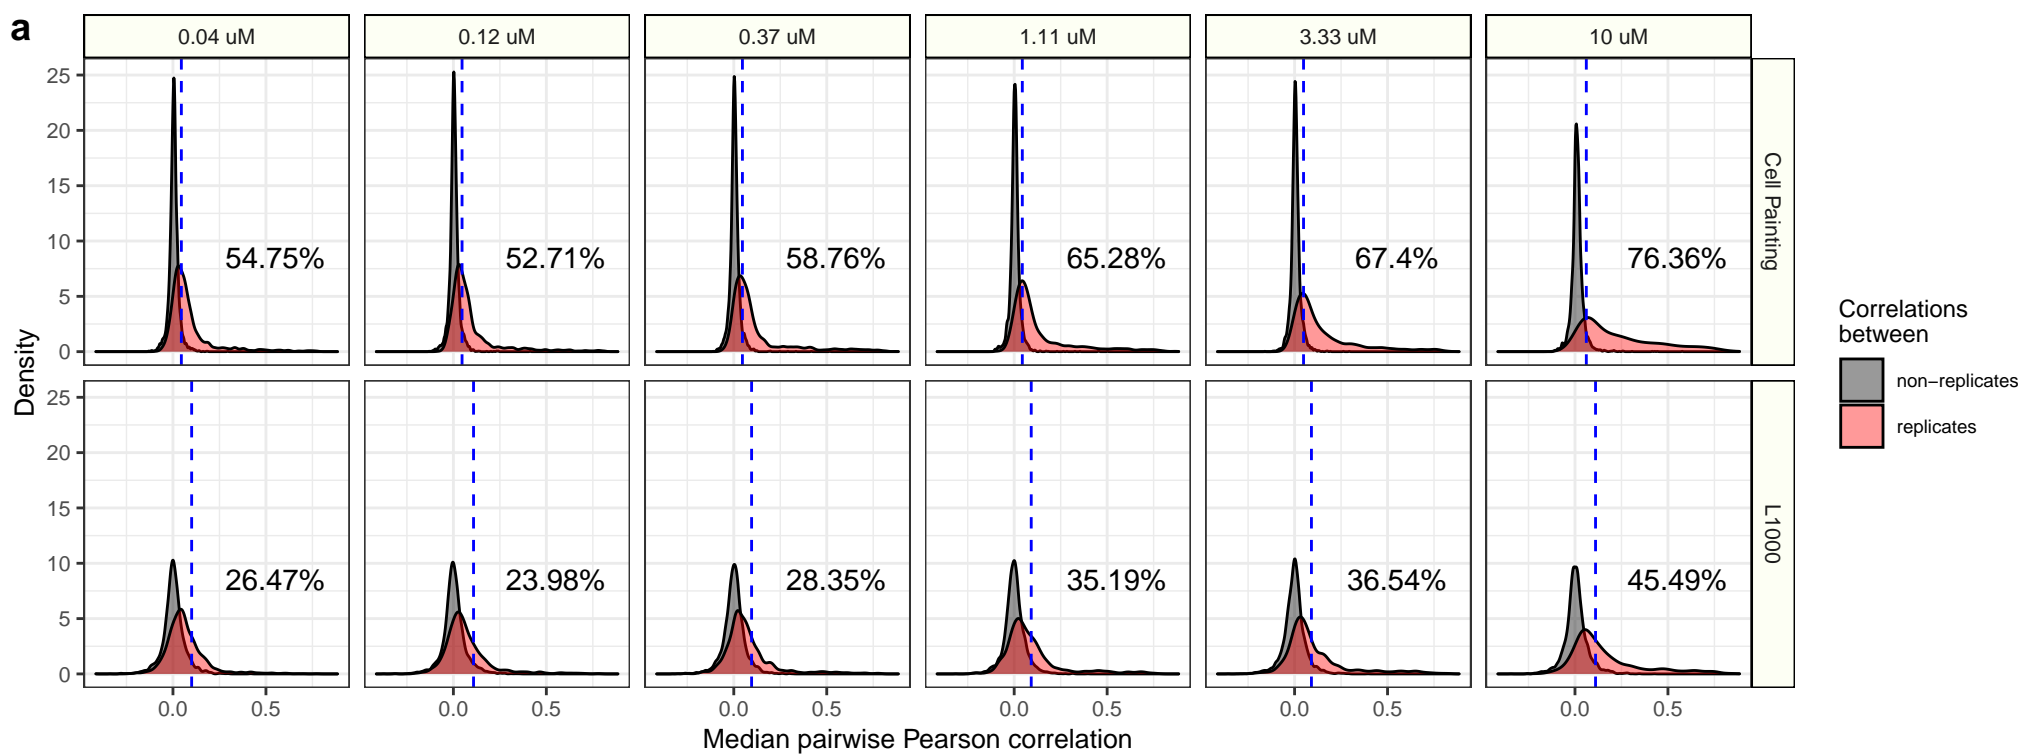 a
0.04 uM 0.12 uM 0.37 uM 1.11 uM 3.33 uM 10 uM
25
20
15
10
5
0
54.75% 52.71% 58.76% 65.28% 67.4% 76.36%
Cell Painting
25
20
15
10
5
0
26.47% 23.98% 28.35% 35.19% 36.54% 45.49%
L1000
Density
0.0 0.5 0.0 0.5 0.0 0.5 0.0 0.5 0.0 0.5 0.0 0.5
Median pairwise Pearson correlation
Correlations
between
non−replicates
replicates